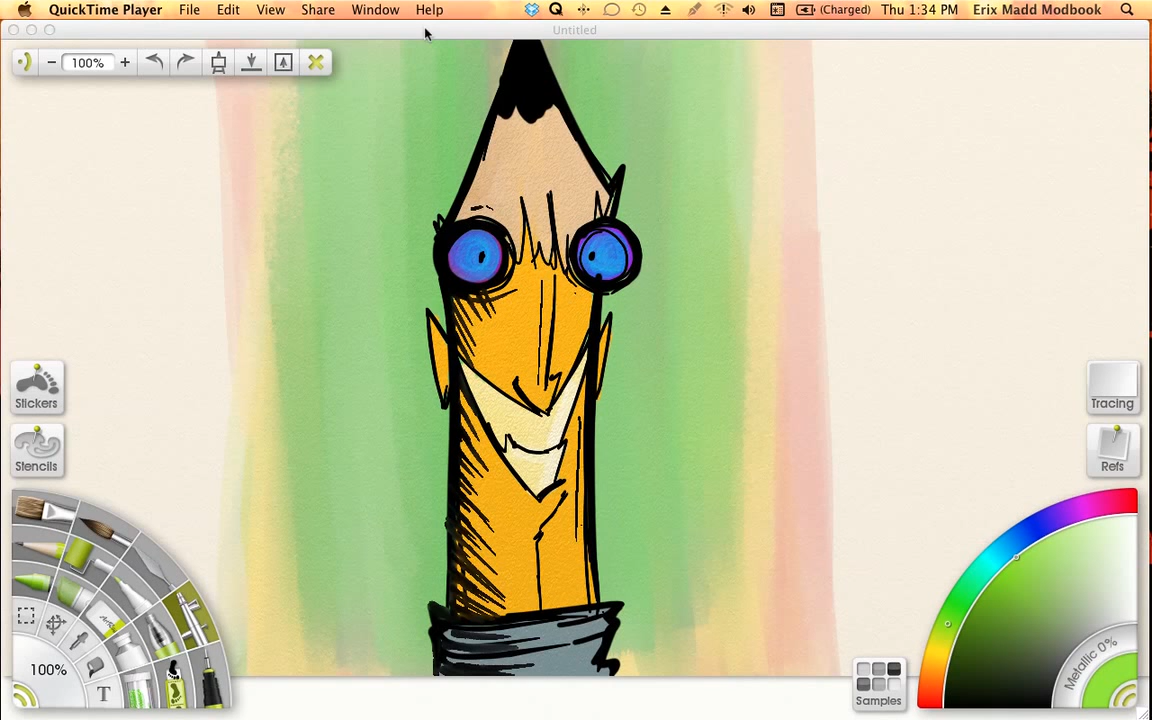 QuickTime Player File Edit View Share Window Help (Charged) Thu 1:34 PM Erix Madd Modbook
Untitled
100%
Stickers
Tracing
Stencils
Refs
100%
T
Metallic 0%
Samples